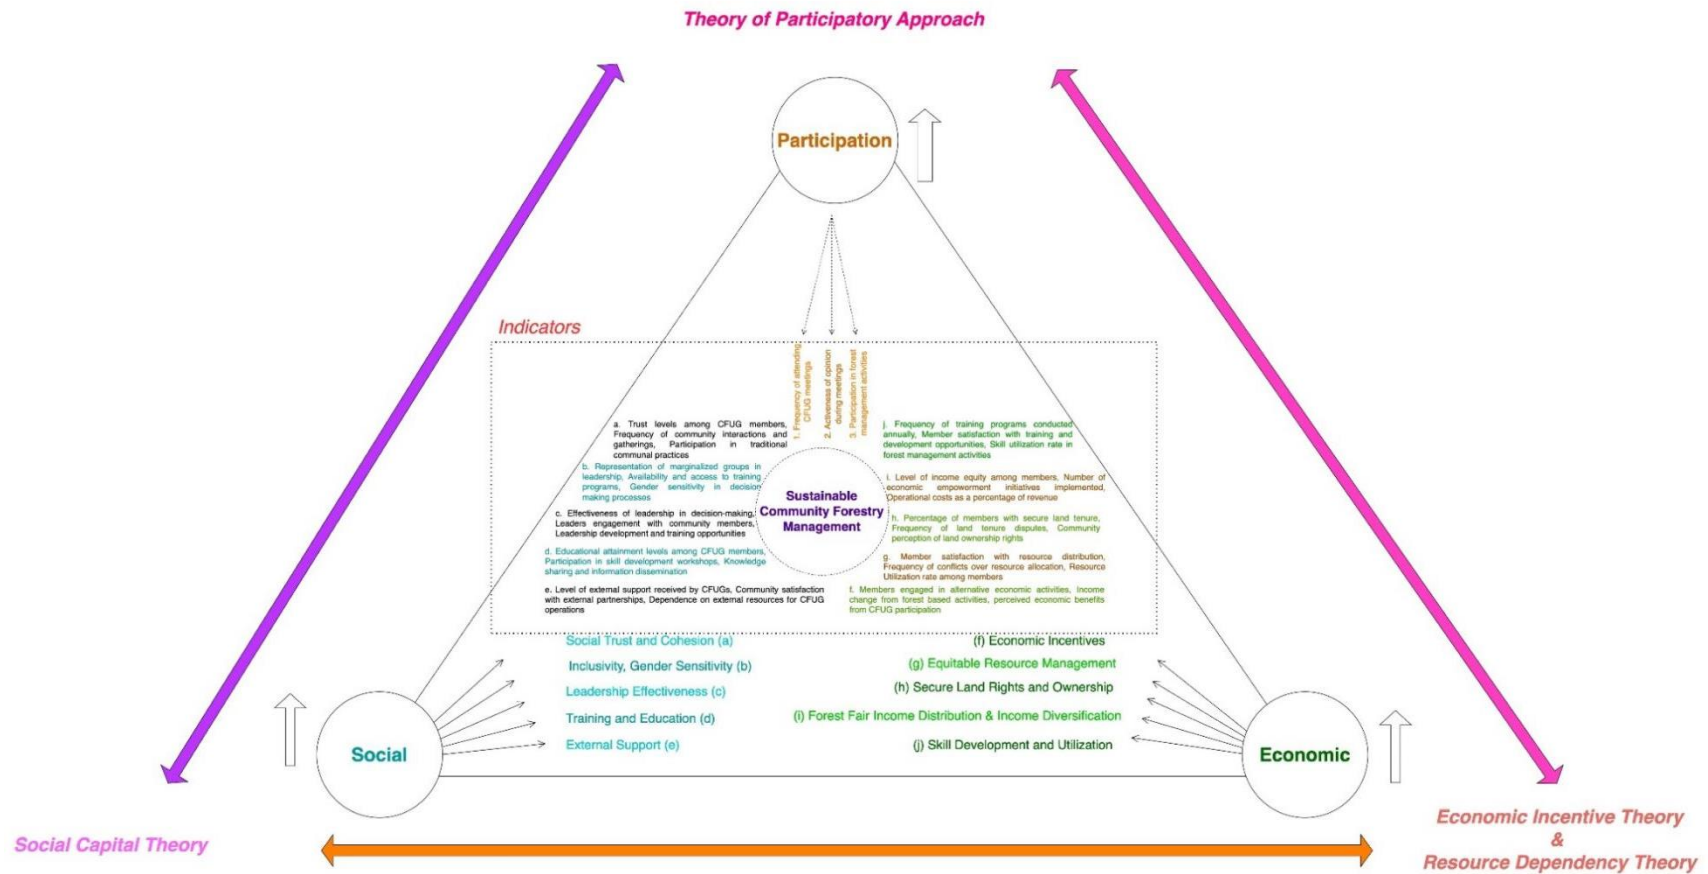 Theory of Participatory Approach
Participation
Indicators
1. Frequency of attending
CFUG meetings
2. Activeness of opinion
during meetings
3. Participation in forest
management activities
a. Trust levels among CFUG members,
Frequency of community interactions and
gatherings, Participation in traditional
communal practices
b. Representation of marginalized groups in
leadership, Availability and access to training
programs, Gender sensitivity in decision
making processes
c. Effectiveness of leadership in decision-making,
Leaders engagement with community members,
Leadership development and training opportunities
d. Educational attainment levels among CFUG members,
Participation in skill development workshops, Knowledge
sharing and information dissemination
e. Level of external support received by CFUGs, Community satisfaction
with external partnerships, Dependence on external resources for CFUG
operations
Sustainable
Community Forestry
Management
j. Frequency of training programs conducted
annually, Member satisfaction with training and
development opportunities, Skill utilization rate in
forest management activities
i. Level of income equity among members, Number of
economic empowerment initiatives implemented,
Operational costs as a percentage of revenue
h. Percentage of members with secure land tenure,
Frequency of land tenure disputes, Community
perception of land ownership rights
g. Member satisfaction with resource distribution,
Frequency of conflicts over resource allocation, Resource
Utilization rate among members
f. Members engaged in alternative economic activities, Income
change from forest based activities, perceived economic benefits
from CFUG participation
Social Trust and Cohesion (a)
Inclusivity, Gender Sensitivity (b)
Leadership Effectiveness (c)
Training and Education (d)
External Support (e)
(f) Economic Incentives
(g) Equitable Resource Management
(h) Secure Land Rights and Ownership
(i) Forest Fair Income Distribution & Income Diversification
(j) Skill Development and Utilization
Social
Economic
Social Capital Theory
Economic Incentive Theory
&
Resource Dependency Theory